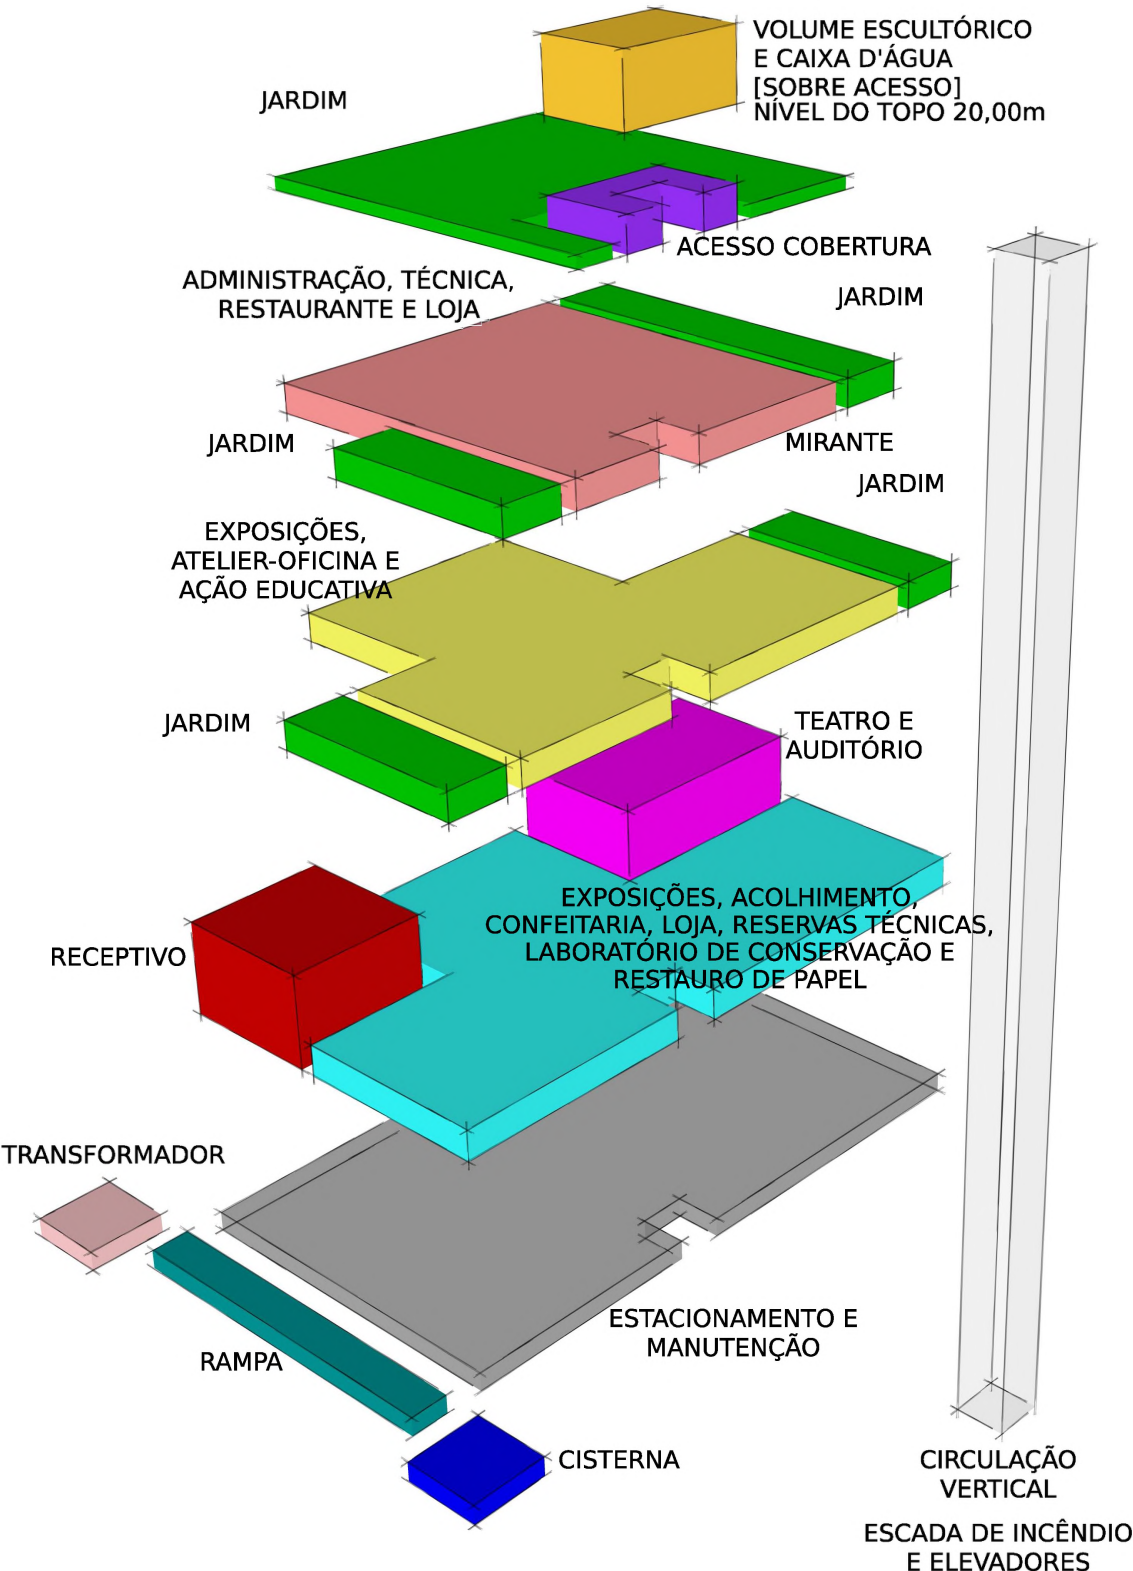 VOLUME ESCULTÓRICO
E CAIXA D'ÁGUA
[SOBRE ACESSO]
NÍVEL DO TOPO 20,00m
JARDIM
ACESSO COBERTURA
ADMINISTRAÇÃO, TÉCNICA,
RESTAURANTE E LOJA
JARDIM
JARDIM
MIRANTE
JARDIM
EXPOSIÇÕES,
ATELIER-OFICINA E
AÇÃO EDUCATIVA
JARDIM
TEATRO E
AUDITÓRIO
EXPOSIÇÕES, ACOLHIMENTO,
CONFEITARIA, LOJA, RESERVAS TÉCNICAS,
LABORATÓRIO DE CONSERVAÇÃO E
RESTAURO DE PAPEL
RECEPTIVO
TRANSFORMADOR
ESTACIONAMENTO E
MANUTENÇÃO
RAMPA
CISTERNA
CIRCULAÇÃO
VERTICAL
ESCADA DE INCÊNDIO
E ELEVADORES